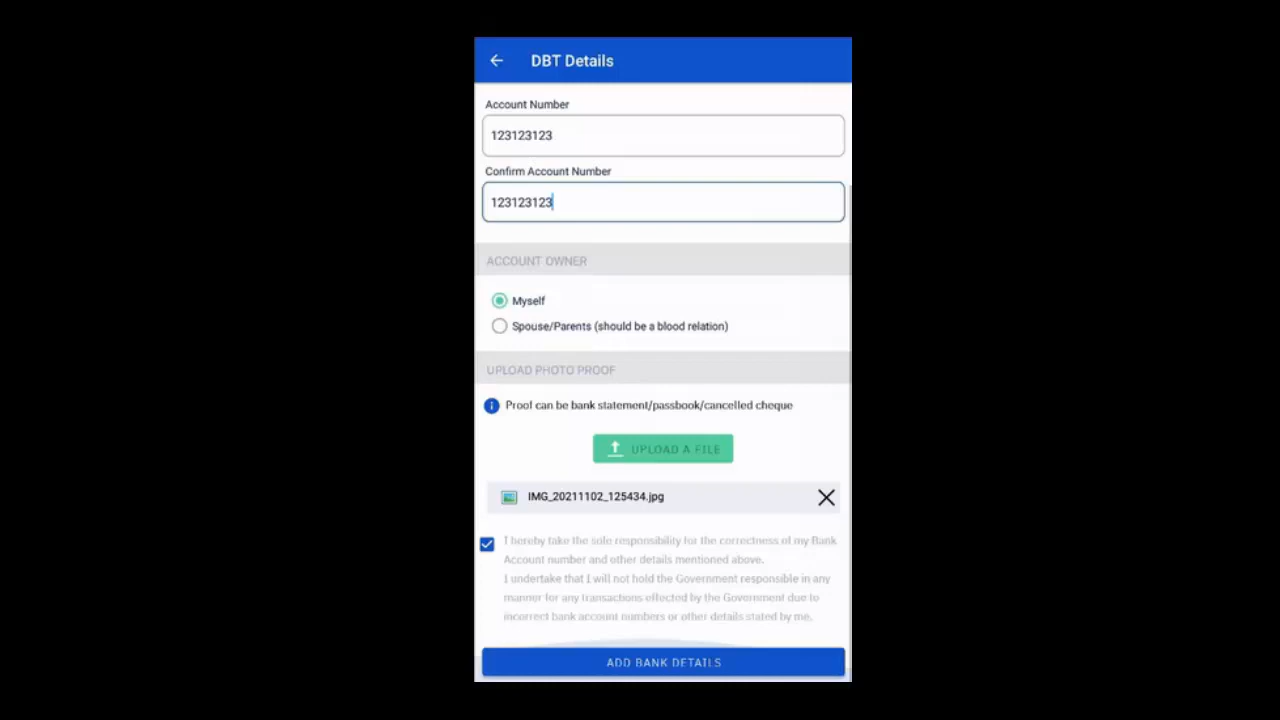 DBT Details
Account Number
123123123
Confirm Account Number
123123123
ACCOUNT OWNER
Myself
Spouse/Parents (should be a blood relation)
UPLOAD PHOTO PROOF
Proof can be bank statement/passbook/cancelled cheque
UPLOAD A FILE
IMG_20211102_125434.jpg
I hereby take the sole responsibility for the correctness of my Bank
Account number and other details mentioned above.
I undertake that I will not hold the Government responsible in any
manner for any transactions effected by the Government due to
incorrect bank account numbers or other details stated by me.
ADD BANK DETAILS